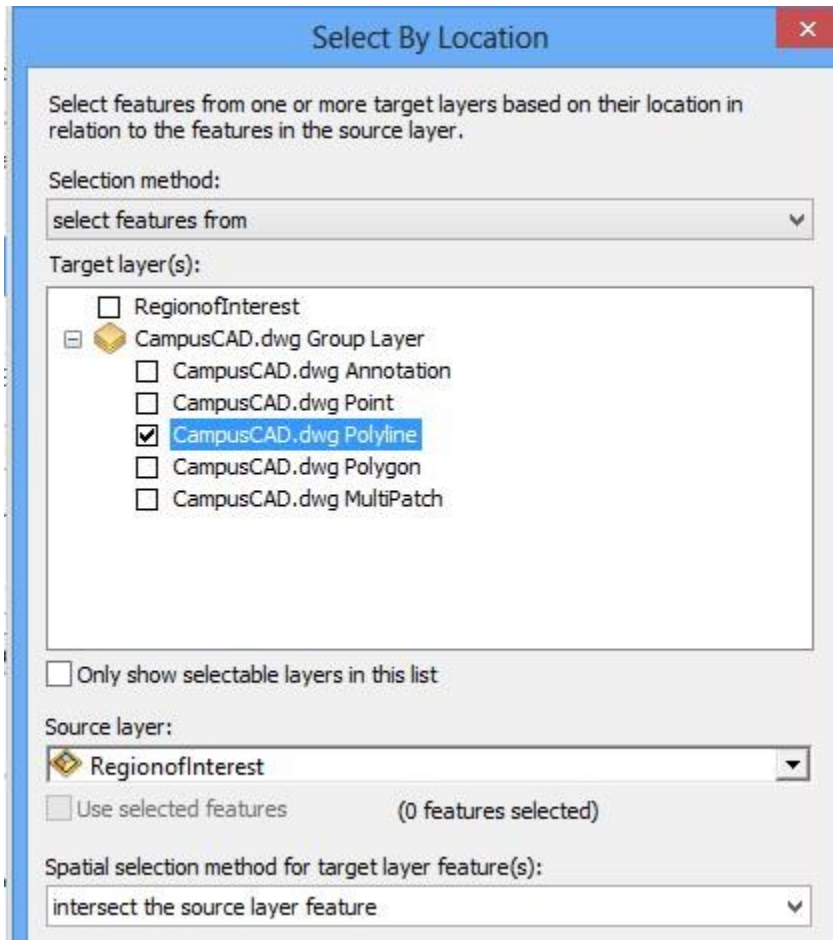 Select By Location
Select features from one or more target layers based on their location in
relation to the features in the source layer.
Selection method:
select features from
Target layer(s):
RegionofInterest
CampusCAD.dwg Group Layer
CampusCAD.dwg Annotation
CampusCAD.dwg Point
CampusCAD.dwg Polyline
CampusCAD.dwg Polygon
CampusCAD.dwg MultiPatch
Only show selectable layers in this list
Source layer:
RegionofInterest
Use selected features (0 features selected)
Spatial selection method for target layer feature(s):
intersect the source layer feature